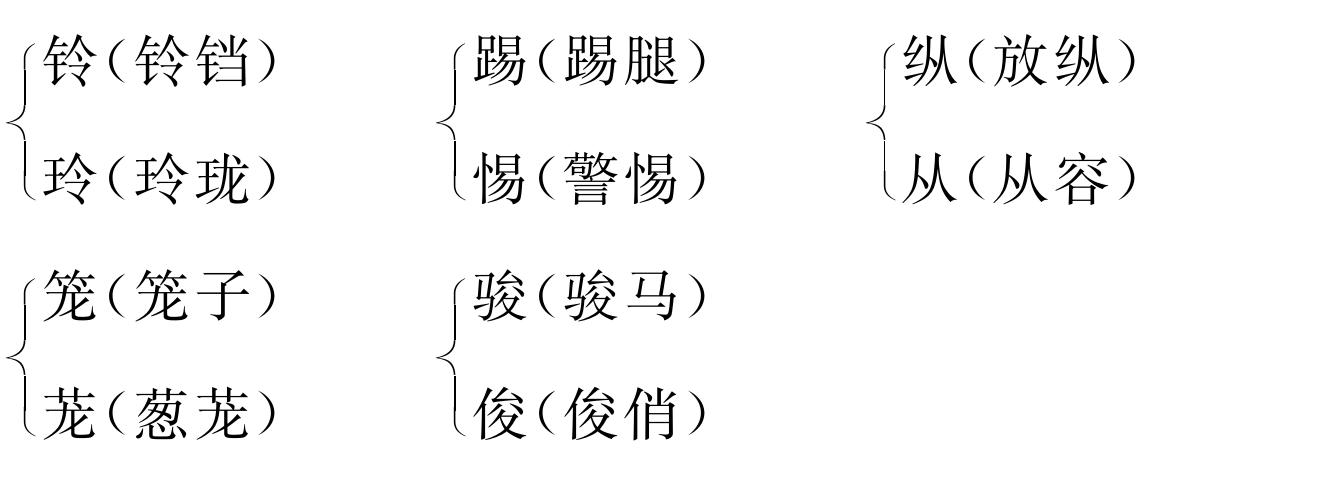 铃(铃铛) 踢(踢腿) 纵(放纵)
玲(玲珑) 惕(警惕) 从(从容)
笼(笼子) 骏(骏马)
茏(葱茏) 俊(俊俏)